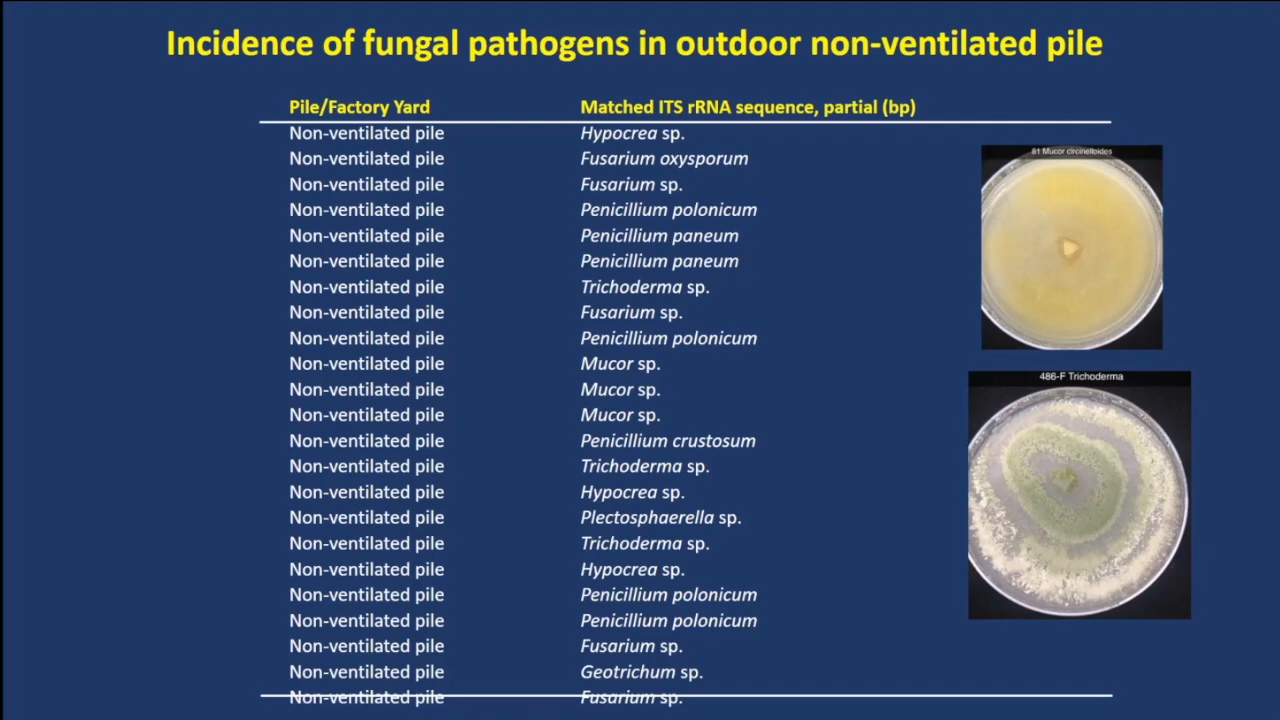 Incidence of fungal pathogens in outdoor non-ventilated pile
Pile/Factory Yard Matched ITS rRNA sequence, partial (bp)
Non-ventilated pile Hypocrea sp.
Non-ventilated pile Fusarium oxysporum
Non-ventilated pile Fusarium sp.
Non-ventilated pile Penicillium polonicum
Non-ventilated pile Penicillium paneum
Non-ventilated pile Penicillium paneum
Non-ventilated pile Trichoderma sp.
Non-ventilated pile Fusarium sp.
Non-ventilated pile Penicillium polonicum
Non-ventilated pile Mucor sp.
Non-ventilated pile Mucor sp.
Non-ventilated pile Mucor sp.
Non-ventilated pile Penicillium crustosum
Non-ventilated pile Trichoderma sp.
Non-ventilated pile Hypocrea sp.
Non-ventilated pile Plectosphaerella sp.
Non-ventilated pile Trichoderma sp.
Non-ventilated pile Hypocrea sp.
Non-ventilated pile Penicillium polonicum
Non-ventilated pile Penicillium polonicum
Non-ventilated pile Fusarium sp.
Non-ventilated pile Geotrichum sp.
Non-ventilated pile Fusarium sp.
81 Mucor circinelloides
486-F Trichoderma